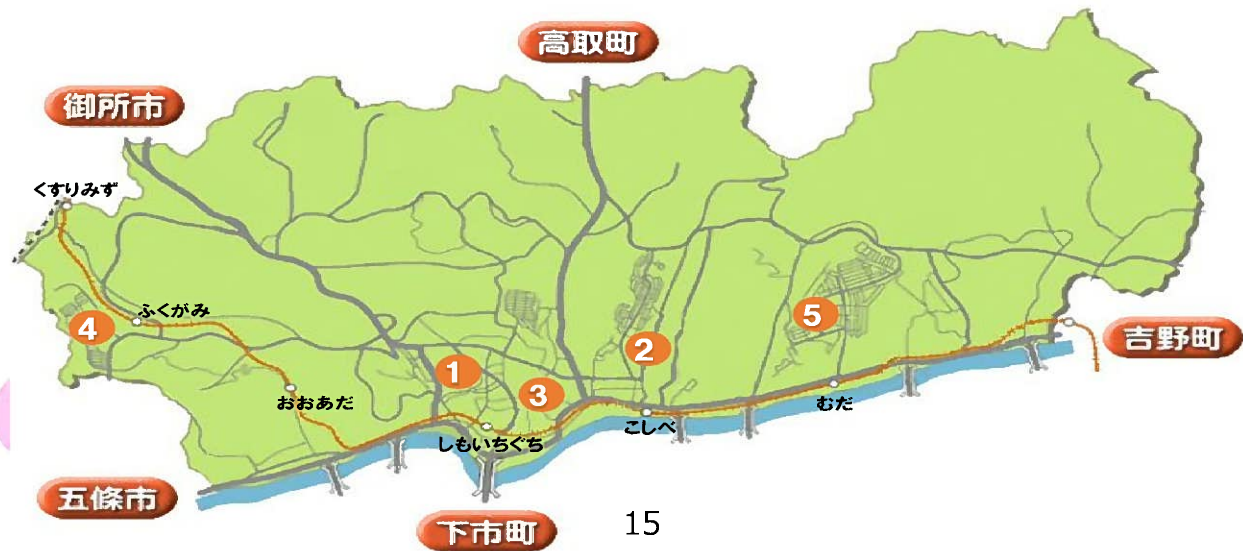 高取町
御所市
くすりみず
ふくがみ
4
5
吉野町
2
1
3
おおあだ
むだ
こしべ
しもいちぐち
五條市
下市町
15